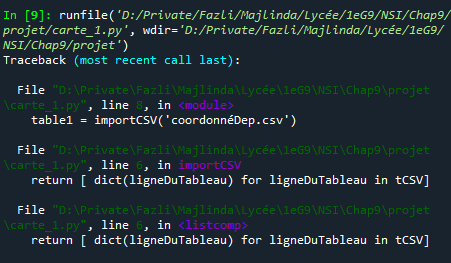 In [9]: runfile('D:/Private/Fazli/Majlinda/Lycée/1eG9/NSI/Chap9/
projet/carte_1.py', wdir='D:/Private/Fazli/Majlinda/Lycée/1eG9/
NSI/Chap9/projet')
Traceback (most recent call last):
File "D:\Private\Fazli\Majlinda\Lycée\1eG9\NSI\Chap9\projet
\carte_1.py", line 8, in <module>
table1 = importCSV('coordonnéDep.csv')
File "D:\Private\Fazli\Majlinda\Lycée\1eG9\NSI\Chap9\projet
\carte_1.py", line 6, in importCSV
return [ dict(ligneDuTableau) for ligneDuTableau in tCSV]
File "D:\Private\Fazli\Majlinda\Lycée\1eG9\NSI\Chap9\projet
\carte_1.py", line 6, in <listcomp>
return [ dict(ligneDuTableau) for ligneDuTableau in tCSV]